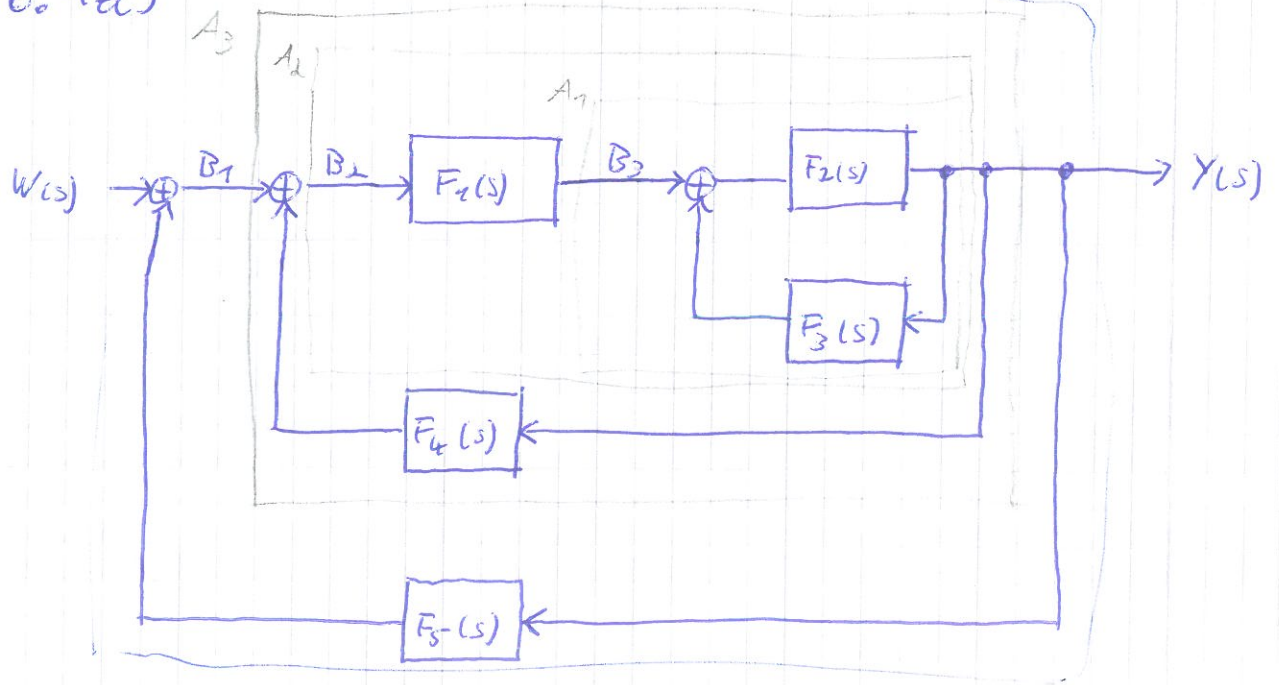 A₃
A₂
A₁
W(s) B₁ B₂ F₁(s) B₃ F₂(s) Y(s)
F₃(s)
F₄(s)
F₅(s)